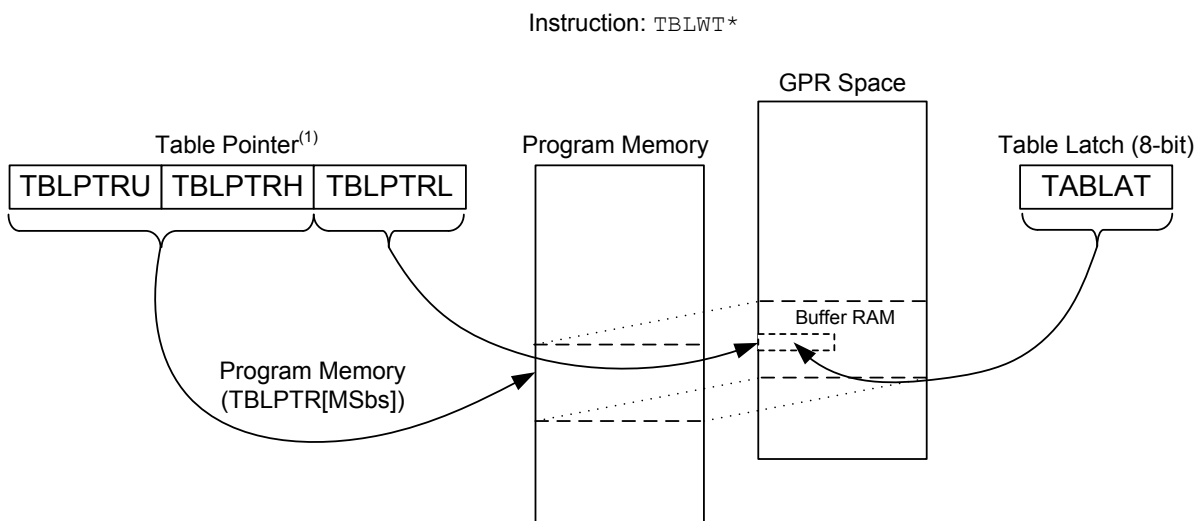 Instruction: TBLWT*
GPR Space
Table Pointer(1)
Program Memory
Table Latch (8-bit)
TBLPTRU TBLPTRH TBLPTRL
TABLAT
Buffer RAM
Program Memory
(TBLPTR[MSbs])